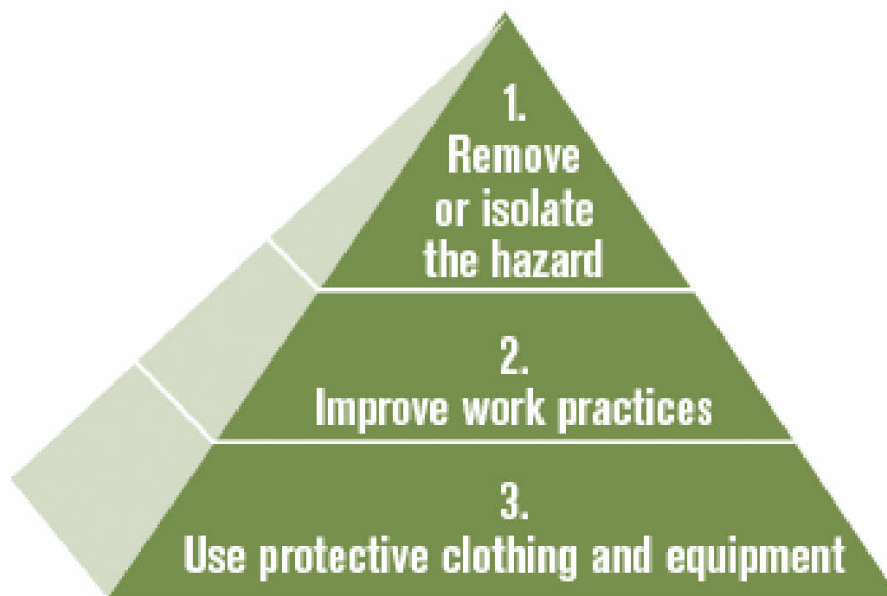 1.
Remove
or isolate
the hazard
2.
Improve work practices
3.
Use protective clothing and equipment